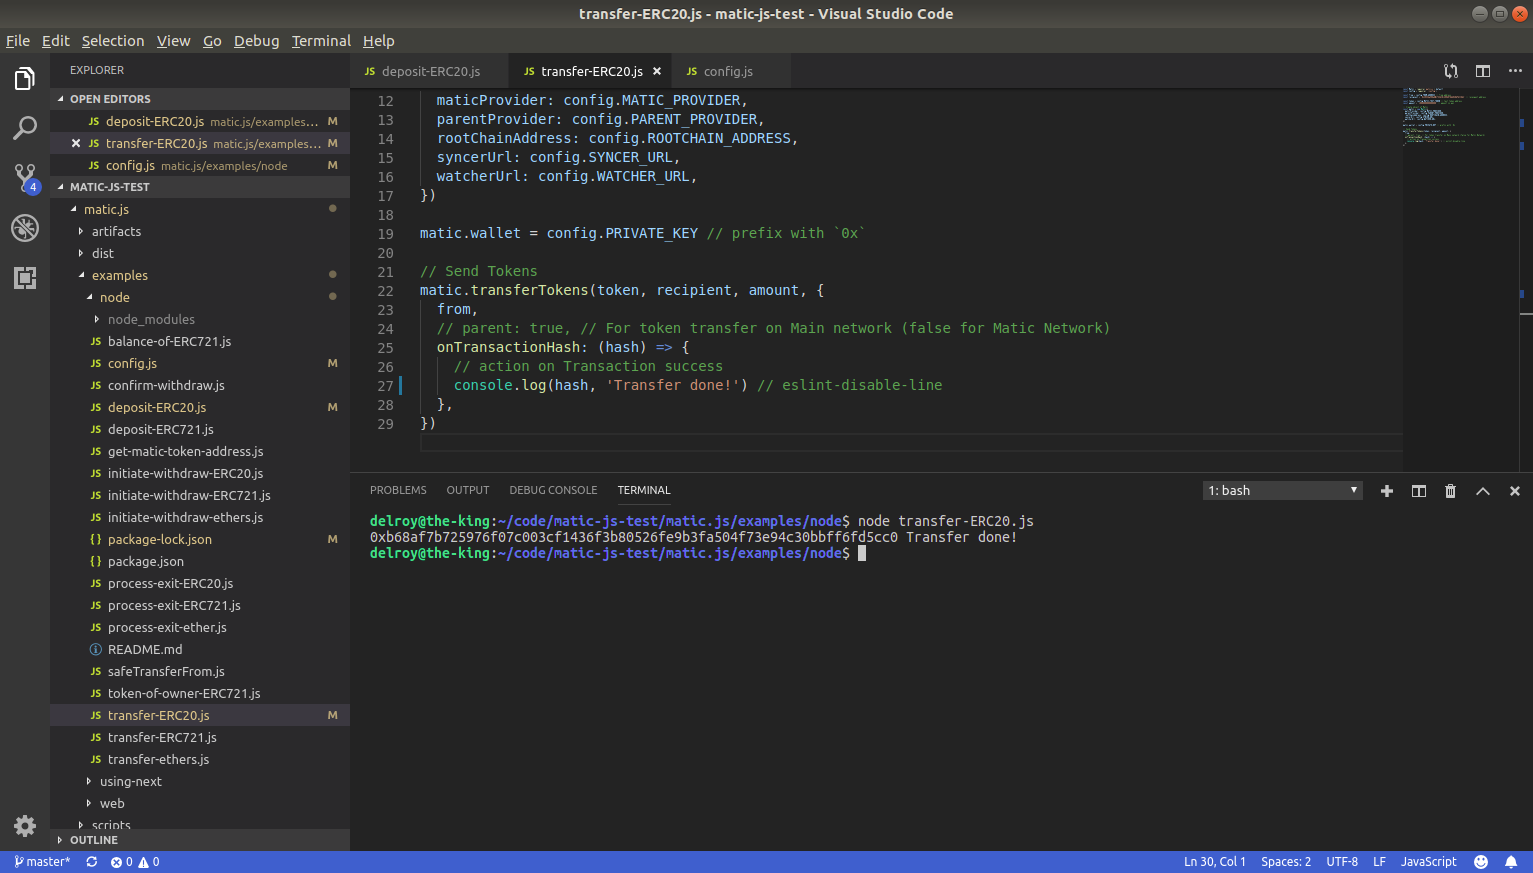 transfer-ERC20.js - matic-js-test - Visual Studio Code
File Edit Selection View Go Debug Terminal Help
EXPLORER
OPEN EDITORS
JS deposit-ERC20.js matic.js/examples... M
JS transfer-ERC20.js matic.js/examples... M
JS config.js matic.js/examples/node M
4
MATIC-JS-TEST
matic.js
artifacts
dist
examples
node
node_modules
JS balance-of-ERC721.js
JS config.js M
JS confirm-withdraw.js
JS deposit-ERC20.js M
JS deposit-ERC721.js
JS get-matic-token-address.js
JS initiate-withdraw-ERC20.js
JS initiate-withdraw-ERC721.js
JS initiate-withdraw-ethers.js
{} package-lock.json M
{} package.json
JS process-exit-ERC20.js
JS process-exit-ERC721.js
JS process-exit-ether.js
README.md
JS safeTransferFrom.js
JS token-of-owner-ERC721.js
JS transfer-ERC20.js M
JS transfer-ERC721.js
JS transfer-ethers.js
using-next
web
scripts
OUTLINE
JS deposit-ERC20.js JS transfer-ERC20.js JS config.js
12 maticProvider: config.MATIC_PROVIDER,
13 parentProvider: config.PARENT_PROVIDER,
14 rootChainAddress: config.ROOTCHAIN_ADDRESS,
15 syncerUrl: config.SYNCER_URL,
16 watcherUrl: config.WATCHER_URL,
17 })
18
19 matic.wallet = config.PRIVATE_KEY // prefix with `0x`
20
21 // Send Tokens
22 matic.transferTokens(token, recipient, amount, {
23 from,
24 // parent: true, // For token transfer on Main network (false for Matic Network)
25 onTransactionHash: (hash) => {
26 // action on Transaction success
27 console.log(hash, 'Transfer done!') // eslint-disable-line
28 },
29 })
PROBLEMS OUTPUT DEBUG CONSOLE TERMINAL 1: bash
delroy@the-king:~/code/matic-js-test/matic.js/examples/node$ node transfer-ERC20.js
0xb68af7b725976f07c003cf1436f3b80526fe9b3fa504f73e94c30bbff6fd5cc0 Transfer done!
delroy@the-king:~/code/matic-js-test/matic.js/examples/node$
master* 0 0 Ln 30, Col 1 Spaces: 2 UTF-8 LF JavaScript